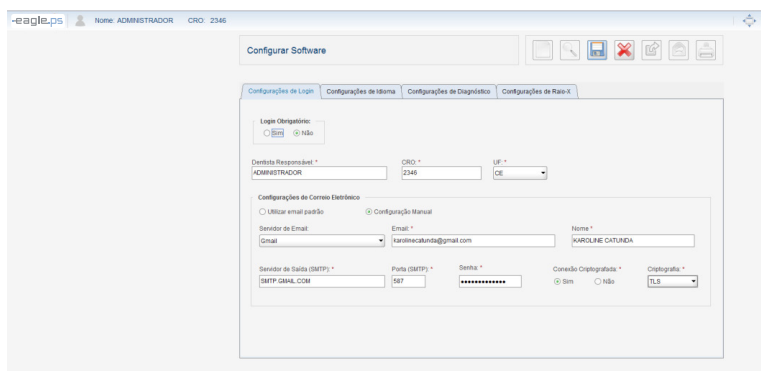 -eagle.ps Nome: ADMINISTRADOR CRO: 2346
Configurar Software
Configurações de Login Configurações de Idioma Configurações de Diagnóstico Configurações de Raio-X
Login Obrigatório:
Sim Não
Dentista Responsável: * CRO: * UF: *
ADMINISTRADOR 2346 CE
Configurações de Correio Eletrônico
Utilizar email padrão Configuração Manual
Servidor de Email: Email: * Nome *
Gmail karolinecatunda@gmail.com KAROLINE CATUNDA
Servidor de Saída (SMTP): * Porta (SMTP): * Senha: * Conexão Criptografada: * Criptografia: *
SMTP.GMAIL.COM 587 ••••••••••••• Sim Não TLS